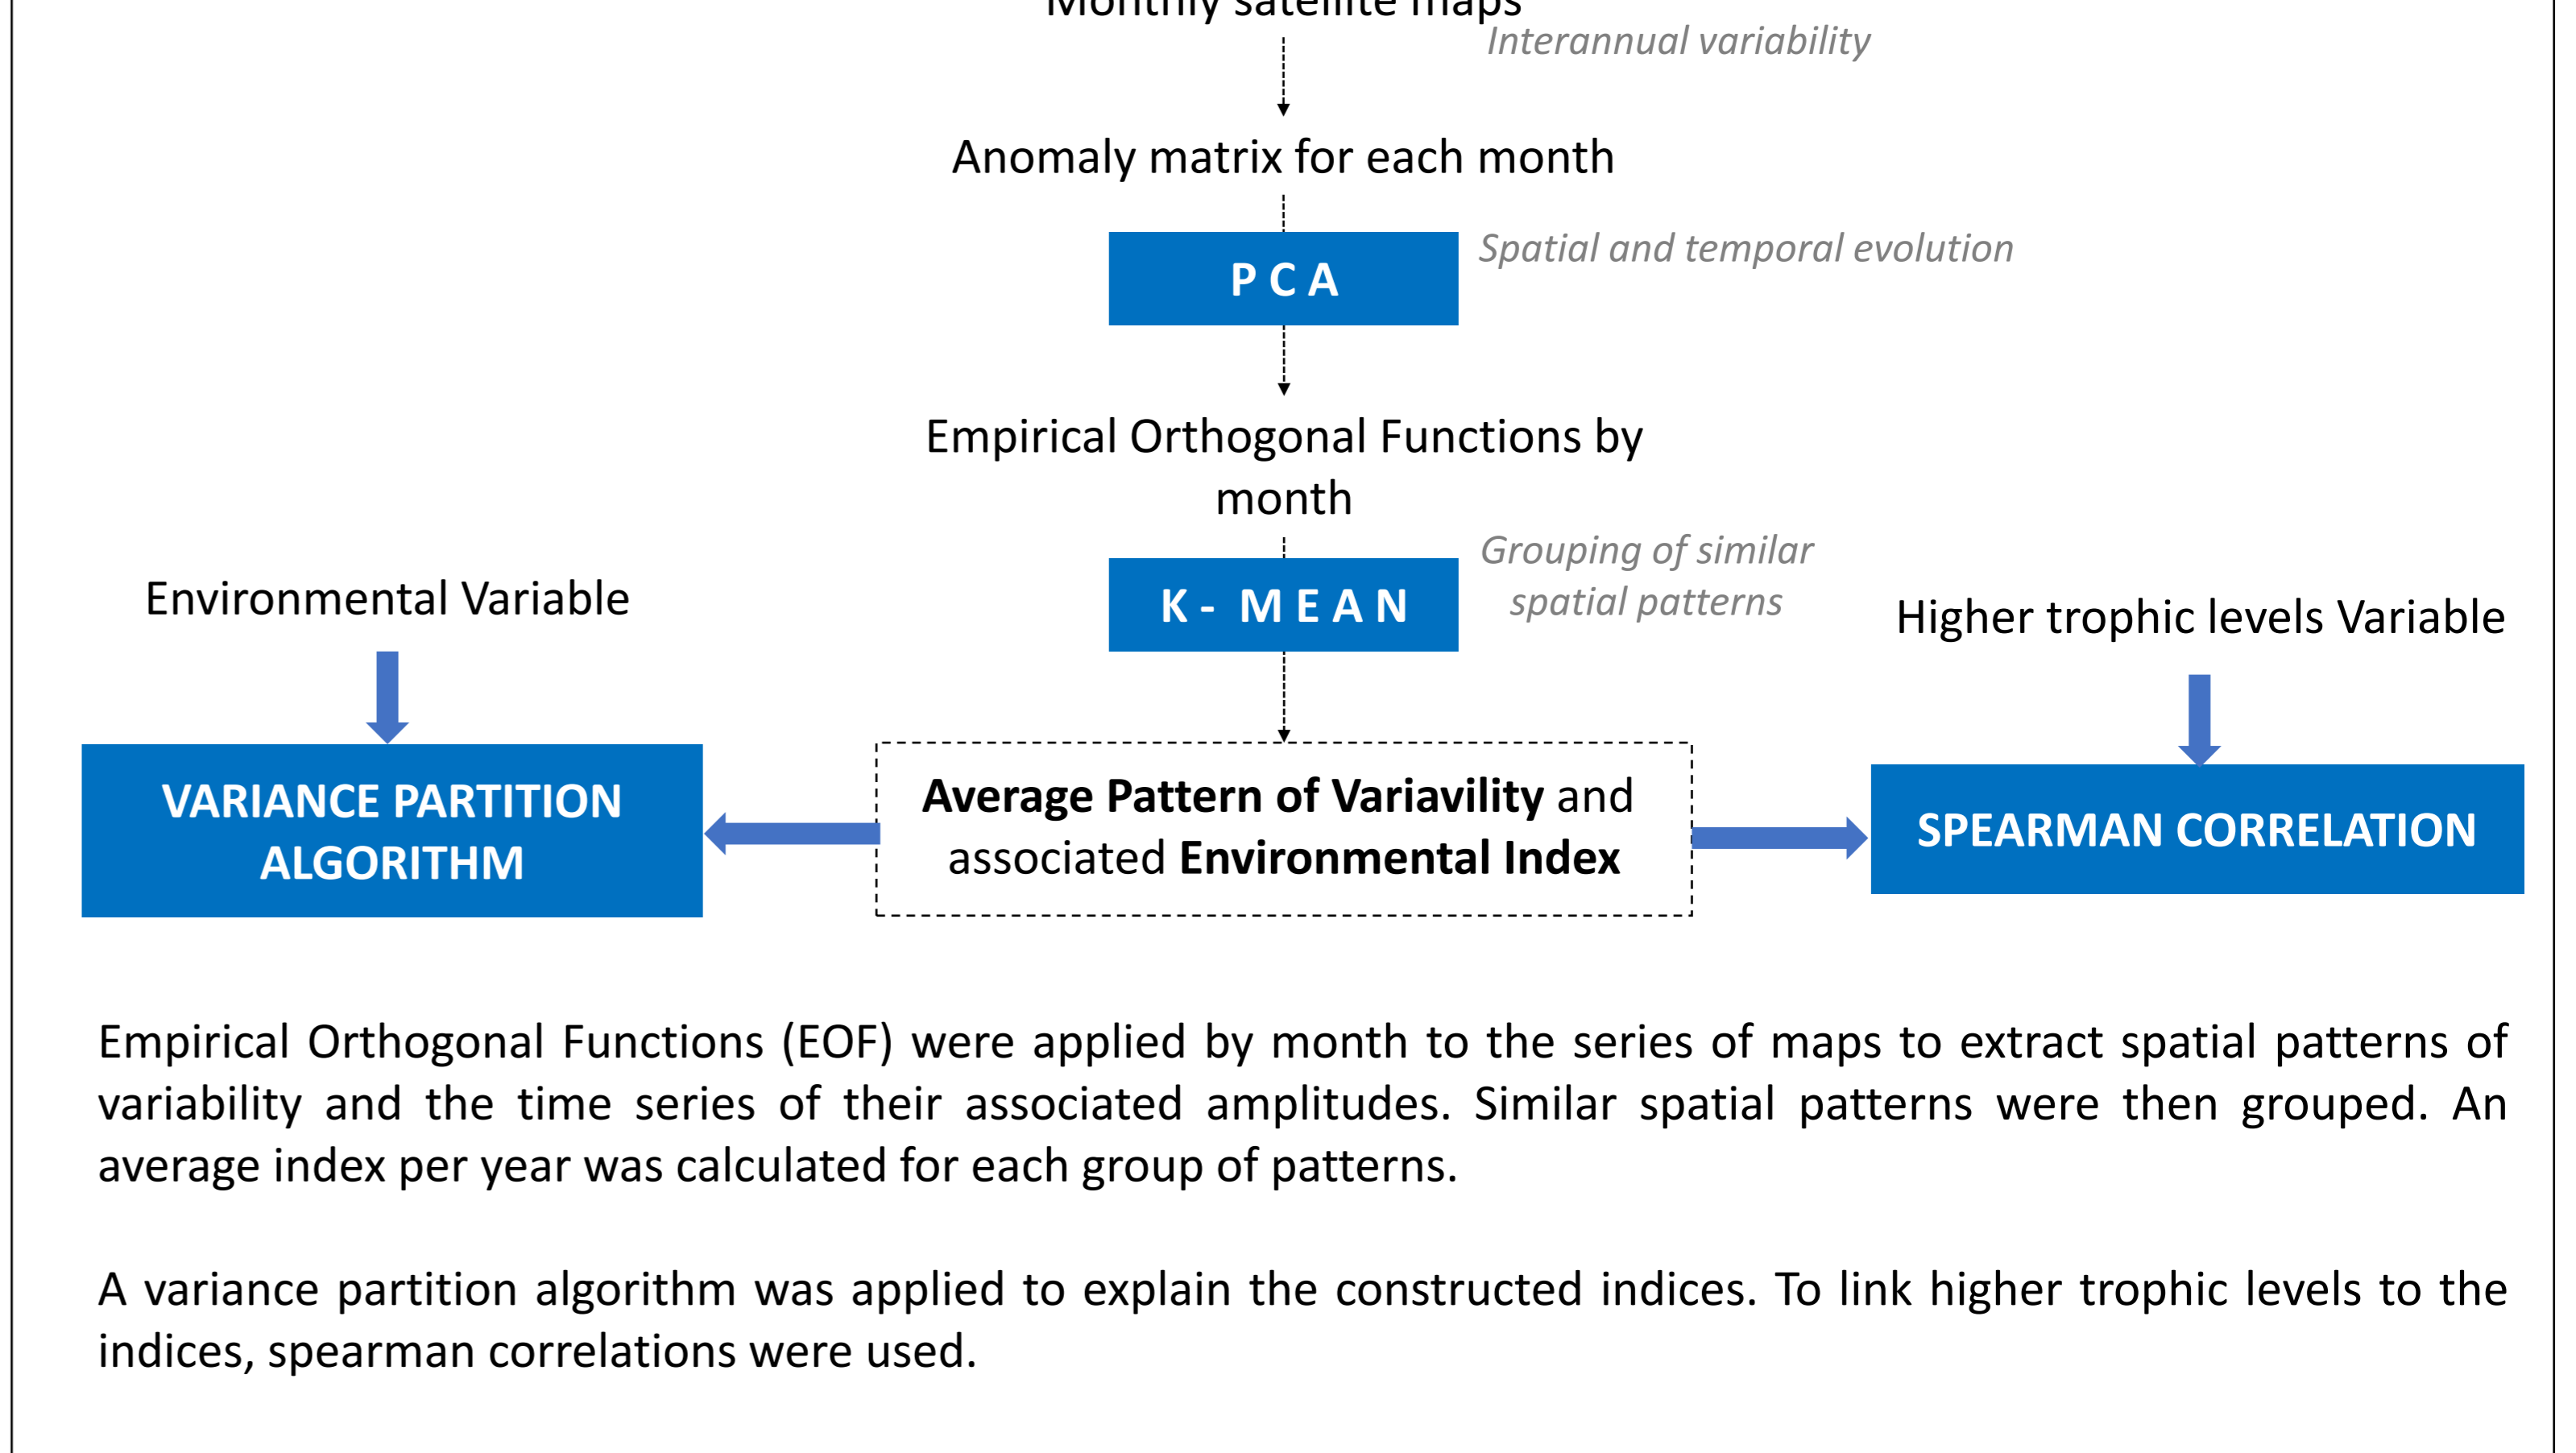 Monthly satellite maps
Interannual variability
Anomaly matrix for each month
P C A
Spatial and temporal evolution
Empirical Orthogonal Functions by
month
K - M E A N
Grouping of similar
spatial patterns
Environmental Variable
Higher trophic levels Variable
VARIANCE PARTITION
ALGORITHM
Average Pattern of Variavility and
associated Environmental Index
SPEARMAN CORRELATION
Empirical Orthogonal Functions (EOF) were applied by month to the series of maps to extract spatial patterns of
variability and the time series of their associated amplitudes. Similar spatial patterns were then grouped. An
average index per year was calculated for each group of patterns.
A variance partition algorithm was applied to explain the constructed indices. To link higher trophic levels to the
indices, spearman correlations were used.